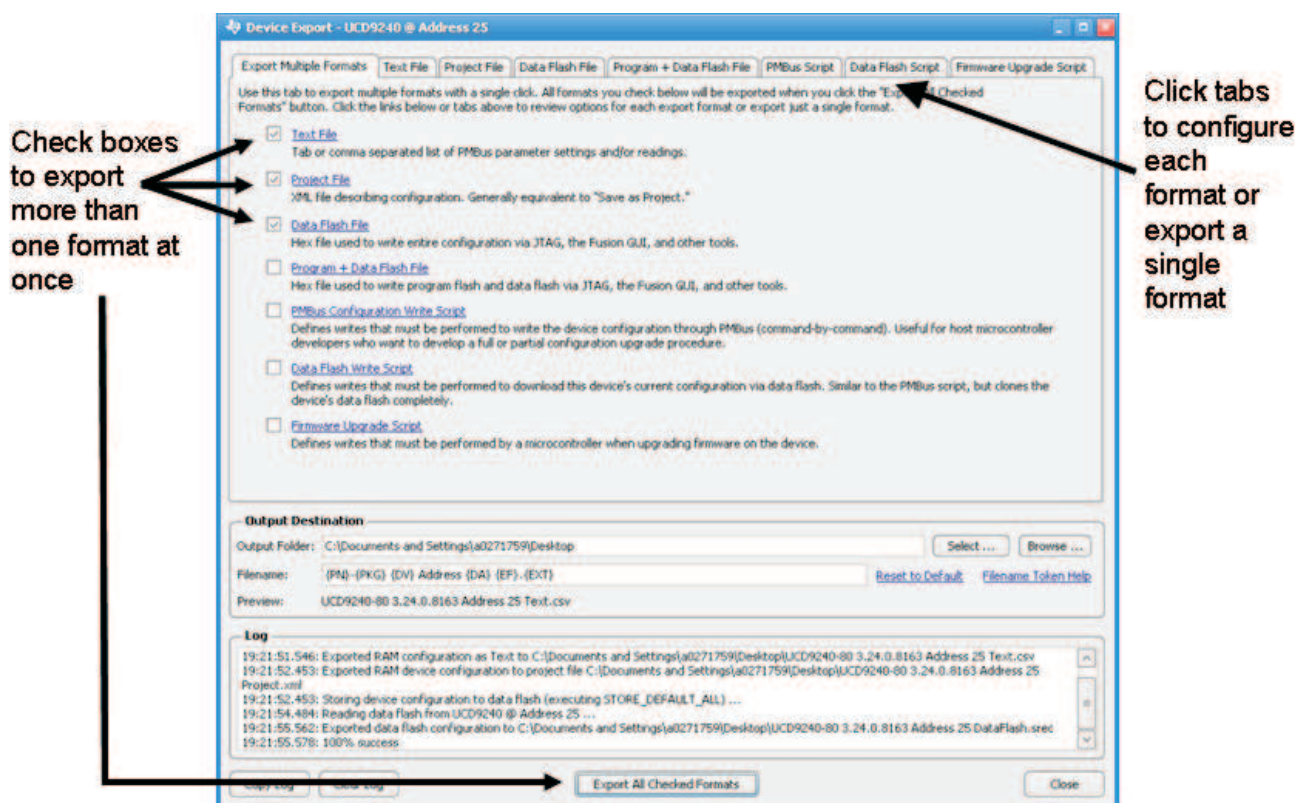 Device Export - UCD9240 @ Address 25
Export Multiple Formats Text File Project File Data Flash File Program + Data Flash File PMBus Script Data Flash Script Firmware Upgrade Script
Use this tab to export multiple formats with a single click. All formats you check below will be exported when you click the "Export All Checked
Formats" button. Click the links below or tabs above to review options for each export format or export just a single format.
Check boxes
to export
more than
one format at
once
Text File
Tab or comma separated list of PMBus parameter settings and/or readings.
Project File
XML file describing configuration. Generally equivalent to "Save as Project."
Data Flash File
Hex file used to write entire configuration via JTAG, the Fusion GUI, and other tools.
Program + Data Flash File
Hex file used to write program flash and data flash via JTAG, the Fusion GUI, and other tools.
PMBus Configuration Write Script
Defines writes that must be performed to write the device configuration through PMBus (command-by-command). Useful for host microcontroller
developers who want to develop a full or partial configuration upgrade procedure.
Data Flash Write Script
Defines writes that must be performed to download this device's current configuration via data flash. Similar to the PMBus script, but clones the
device's data flash completely.
Firmware Upgrade Script
Defines writes that must be performed by a microcontroller when upgrading firmware on the device.
Click tabs
to configure
each
format or
export a
single
format
Output Destination
Output Folder: C:\Documents and Settings\a0271759\Desktop Select ... Browse ...
Filename: {PN}-{PKG} {DV} Address {DA} {EF}.{EXT} Reset to Default Filename Token Help
Preview: UCD9240-80 3.24.0.8163 Address 25 Text.csv
Log
19:21:51.546: Exported RAM configuration as Text to C:\Documents and Settings\a0271759\Desktop\UCD9240-80 3.24.0.8163 Address 25 Text.csv
19:21:52.453: Exported RAM device configuration to project file C:\Documents and Settings\a0271759\Desktop\UCD9240-80 3.24.0.8163 Address 25
Project.xml
19:21:52.453: Storing device configuration to data flash (executing STORE_DEFAULT_ALL) ...
19:21:54.484: Reading data flash from UCD9240 @ Address 25 ...
19:21:55.562: Exported data flash configuration to C:\Documents and Settings\a0271759\Desktop\UCD9240-80 3.24.0.8163 Address 25 DataFlash.srec
19:21:55.578: 100% success
Copy Log Clear Log Export All Checked Formats Close